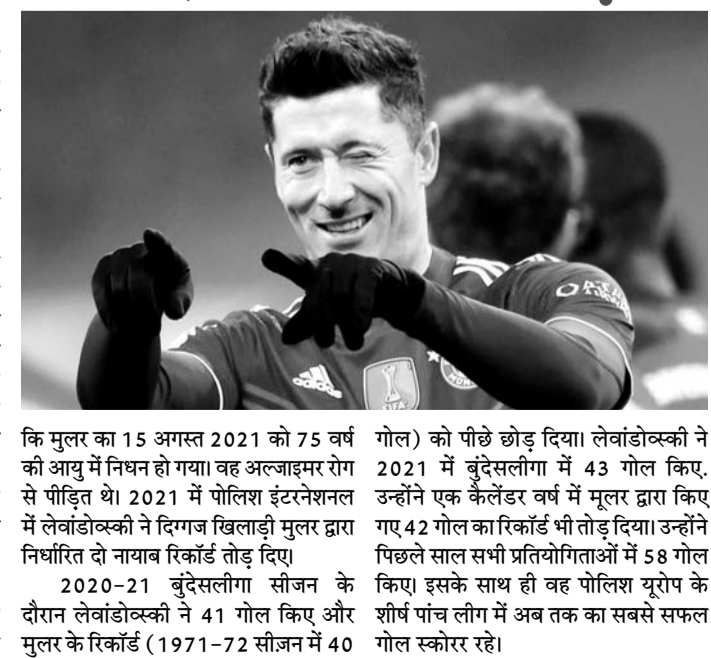 adidas
FIFA
कि मुलर का 15 अगस्त 2021 को 75 वर्ष
की आयु में निधन हो गया। वह अल्जाइमर रोग
से पीड़ित थे। 2021 में पोलिश इंटरनेशनल
में लेवांडोव्स्की ने दिग्गज खिलाड़ी मुलर द्वारा
निर्धारित दो नायाब रिकॉर्ड तोड़ दिए।
2020-21 बुंदेसलीगा सीजन के
दौरान लेवांडोव्स्की ने 41 गोल किए और
मुलर के रिकॉर्ड (1971-72 सीज़न में 40
गोल) को पीछे छोड़ दिया। लेवांडोव्स्की ने
2021 में बुंदेसलीगा में 43 गोल किए.
उन्होंने एक कैलेंडर वर्ष में मूलर द्वारा किए
गए 42 गोल का रिकॉर्ड भी तोड़ दिया। उन्होंने
पिछले साल सभी प्रतियोगिताओं में 58 गोल
किए। इसके साथ ही वह पोलिश यूरोप के
शीर्ष पांच लीग में अब तक का सबसे सफल
गोल स्कोरर रहे।